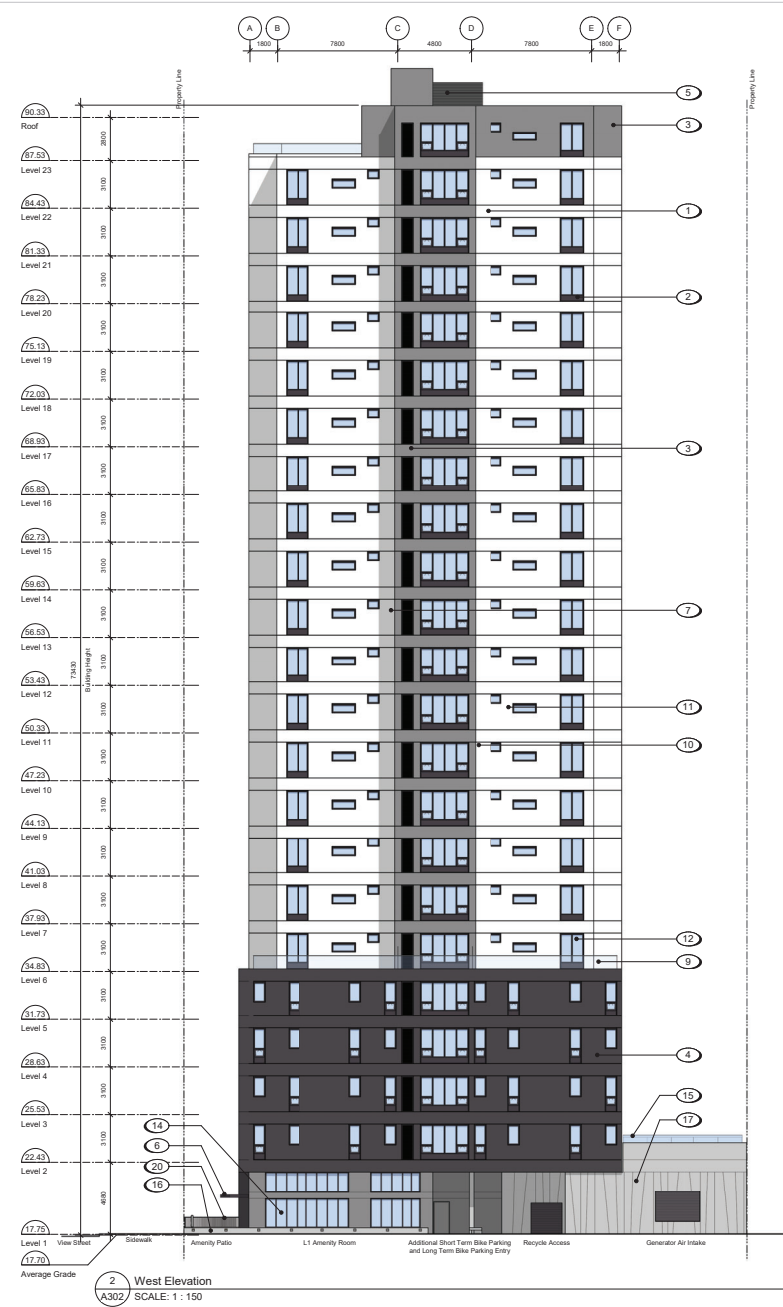 A B C D E F
1800 7800 4800 7800 1800
Property Line
Property Line
5
90.33
Roof
3
2800
87.53
Level 23
3100
84.43
Level 22
1
3100
81.33
Level 21
3100
2
78.23
Level 20
3100
75.13
Level 19
3100
72.03
Level 18
3100
68.93
Level 17
3
3100
65.83
Level 16
3100
62.73
Level 15
3100
59.63
Level 14
3100
7
56.53
Level 13
73430
Building Height
3100
53.43
Level 12
3100
11
50.33
Level 11
3100
10
47.23
Level 10
3100
44.13
Level 9
3100
41.03
Level 8
3100
37.93
Level 7
3100
12
9
34.83
Level 6
3100
31.73
Level 5
3100
4
28.63
Level 4
3100
25.53
Level 3
15
17
3100
14
6
22.43
Level 2
20
16
4680
17.75
Level 1
View Street
Sidewalk
Amenity Patio
L1 Amenity Room
Additional Short Term Bike Parking
and Long Term Bike Parking Entry
Recycle Access
Generator Air Intake
17.70
Average Grade
2 West Elevation
A302 SCALE: 1 : 150